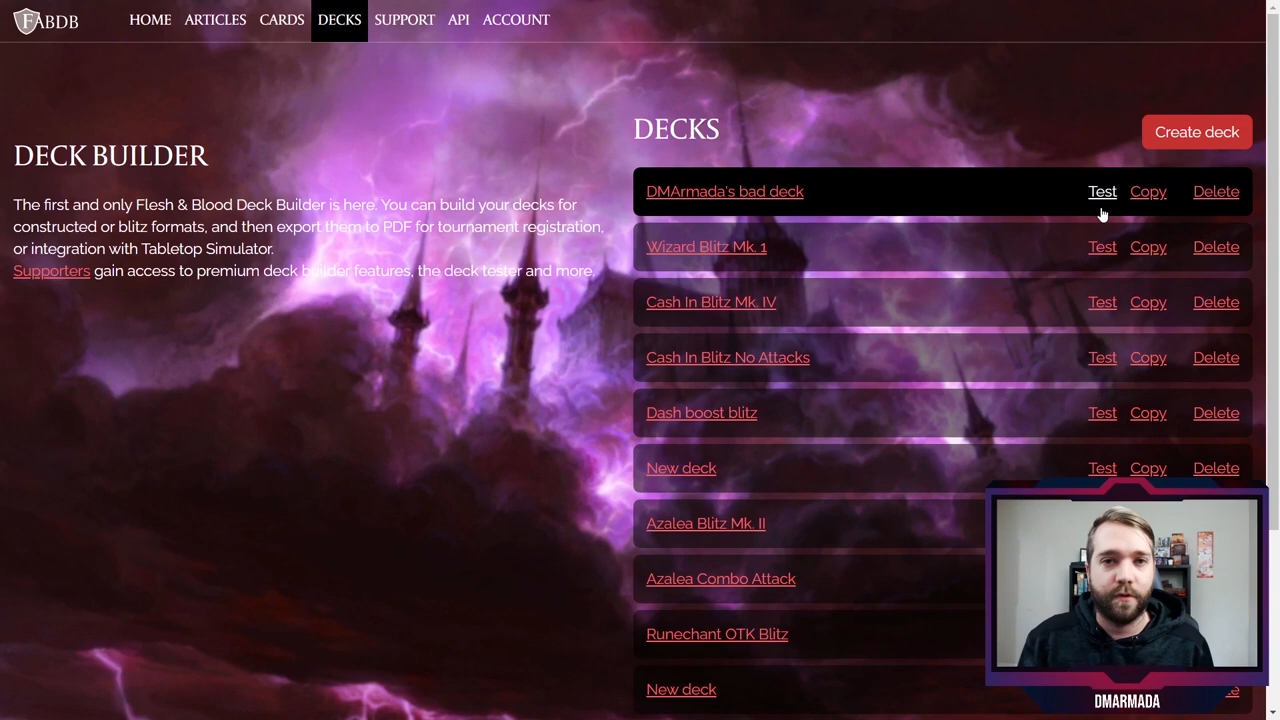 FABDB HOME ARTICLES CARDS DECKS SUPPORT API ACCOUNT
DECK BUILDER
The first and only Flesh & Blood Deck Builder is here. You can build your decks for
constructed or blitz formats, and then export them to PDF for tournament registration,
or integration with Tabletop Simulator.
Supporters gain access to premium deck builder features, the deck tester and more.
DECKS
Create deck
DMArmada's bad deck Test Copy Delete
Wizard Blitz Mk. 1 Test Copy Delete
Cash In Blitz Mk. IV Test Copy Delete
Cash In Blitz No Attacks Test Copy Delete
Dash boost blitz Test Copy Delete
New deck Test Copy Delete
Azalea Blitz Mk. II
Azalea Combo Attack
Runechant OTK Blitz
New deck
DMARMADA